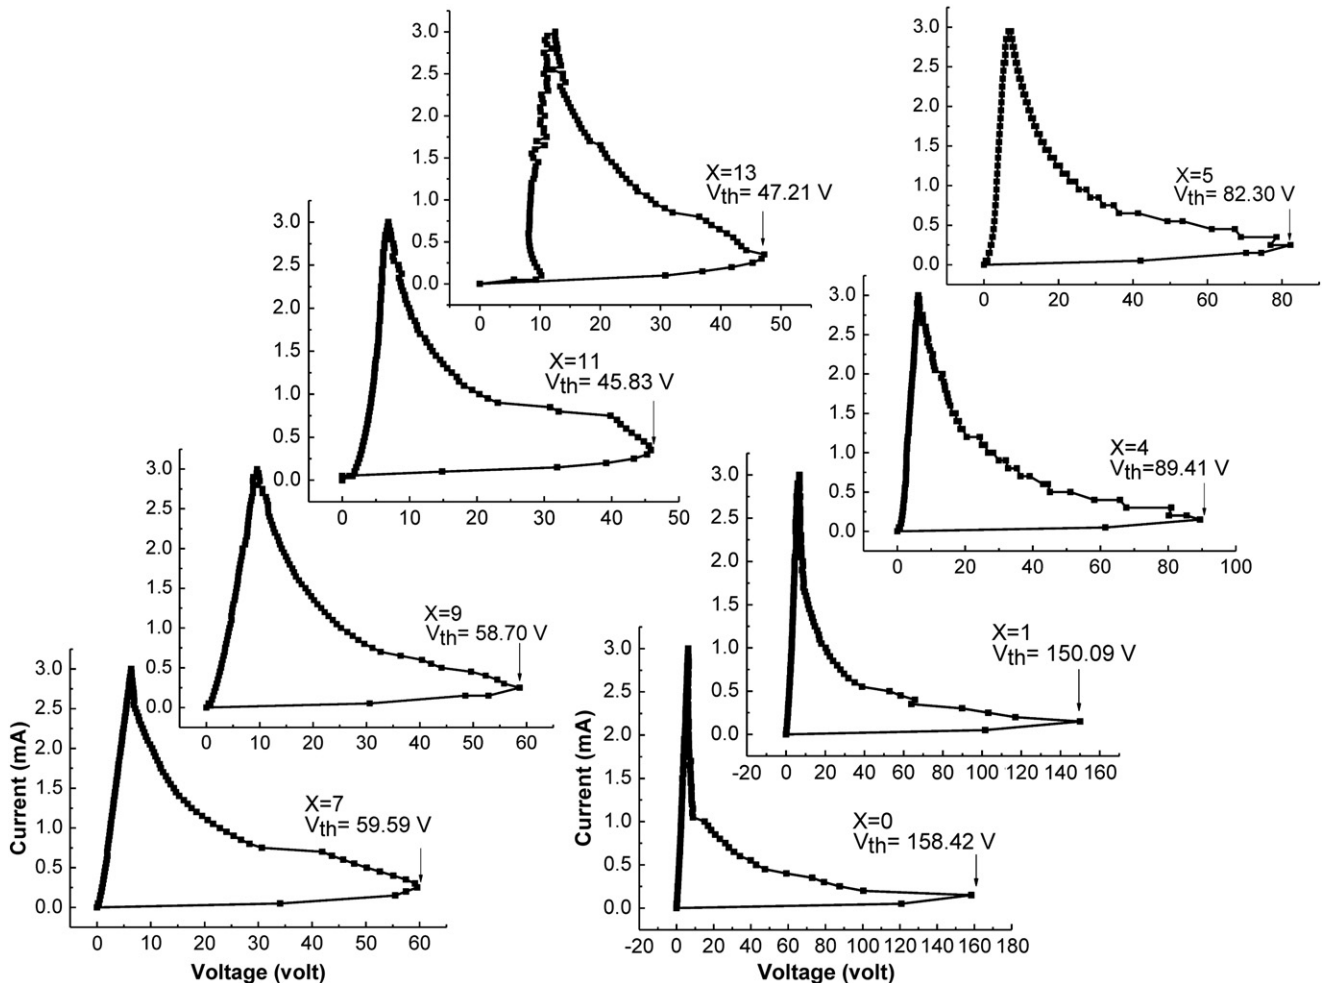 3.0
2.5
2.0
1.5
1.0
0.5
0.0
0 10 20 30 40 50
X=13
Vth= 47.21 V
3.0
2.5
2.0
1.5
1.0
0.5
0.0
0 20 40 60 80
X=5
Vth= 82.30 V
3.0
2.5
2.0
1.5
1.0
0.5
0.0
0 10 20 30 40 50
X=11
Vth= 45.83 V
3.0
2.5
2.0
1.5
1.0
0.5
0.0
0 20 40 60 80 100
X=4
Vth=89.41 V
3.0
2.5
2.0
1.5
1.0
0.5
0.0
0 10 20 30 40 50 60
X=9
Vth= 58.70 V
3.0
2.5
2.0
1.5
1.0
0.5
0.0
-20 0 20 40 60 80 100 120 140 160
X=1
Vth= 150.09 V
3.0
2.5
2.0
1.5
1.0
0.5
0.0
0 10 20 30 40 50 60
X=7
Vth= 59.59 V
Current (mA)
Voltage (volt)
3.0
2.5
2.0
1.5
1.0
0.5
0.0
-20 0 20 40 60 80 100 120 140 160 180
X=0
Vth= 158.42 V
Current (mA)
Voltage (volt)